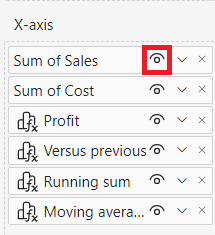 X-axis
Sum of Sales
Sum of Cost
Profit
Versus previous
Running sum
Moving avera...